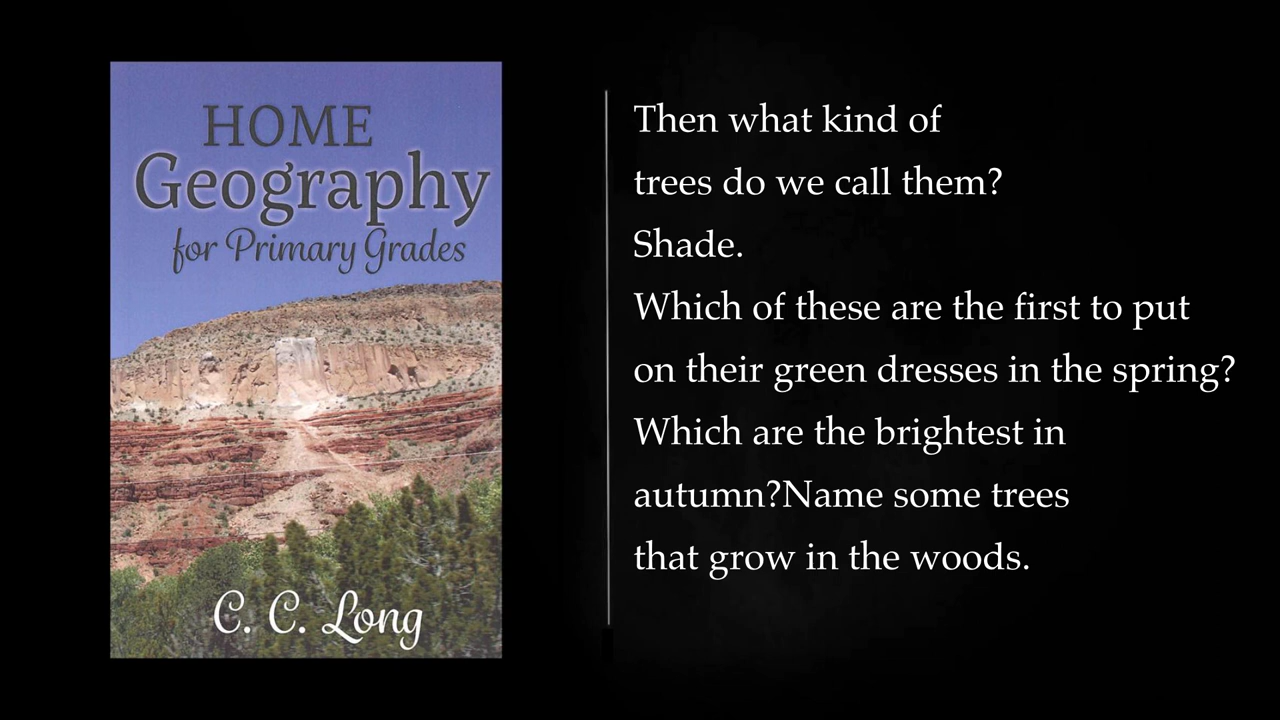 HOME
Geography
for Primary Grades
C. C. Long
Then what kind of
trees do we call them?
Shade.
Which of these are the first to put
on their green dresses in the spring?
Which are the brightest in
autumn?Name some trees
that grow in the woods.